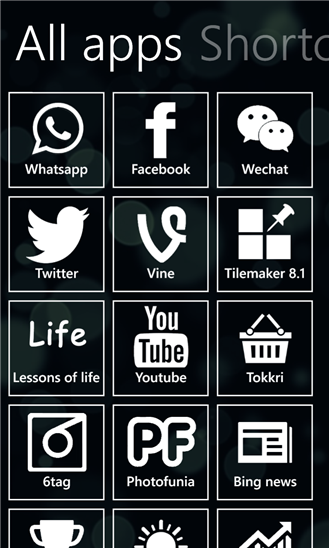 All apps Shortc
Whatsapp
Facebook
Wechat
Twitter
Vine
Tilemaker 8.1
Life
Lessons of life
You
Tube
Youtube
Tokkri
6tag
PF
Photofunia
Bing news